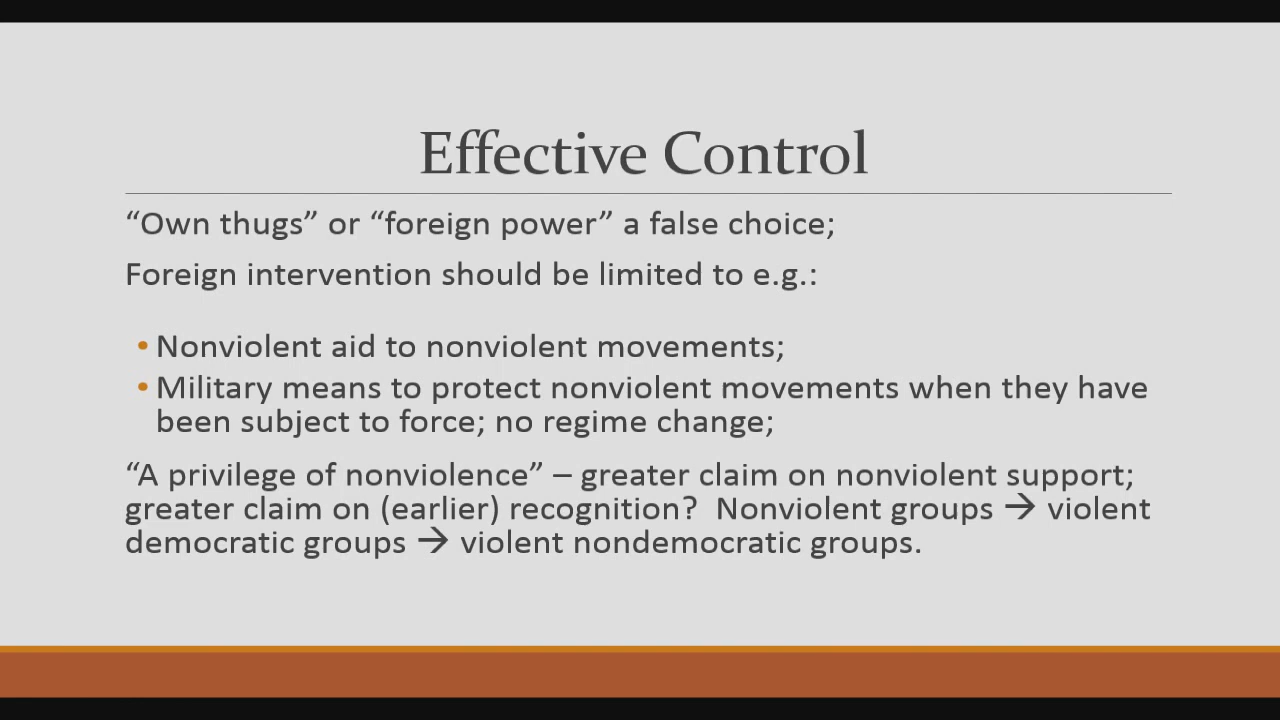 Effective Control
“Own thugs” or “foreign power” a false choice;
Foreign intervention should be limited to e.g.:
• Nonviolent aid to nonviolent movements;
• Military means to protect nonviolent movements when they have
been subject to force; no regime change;
“A privilege of nonviolence” – greater claim on nonviolent support;
greater claim on (earlier) recognition?  Nonviolent groups → violent
democratic groups → violent nondemocratic groups.